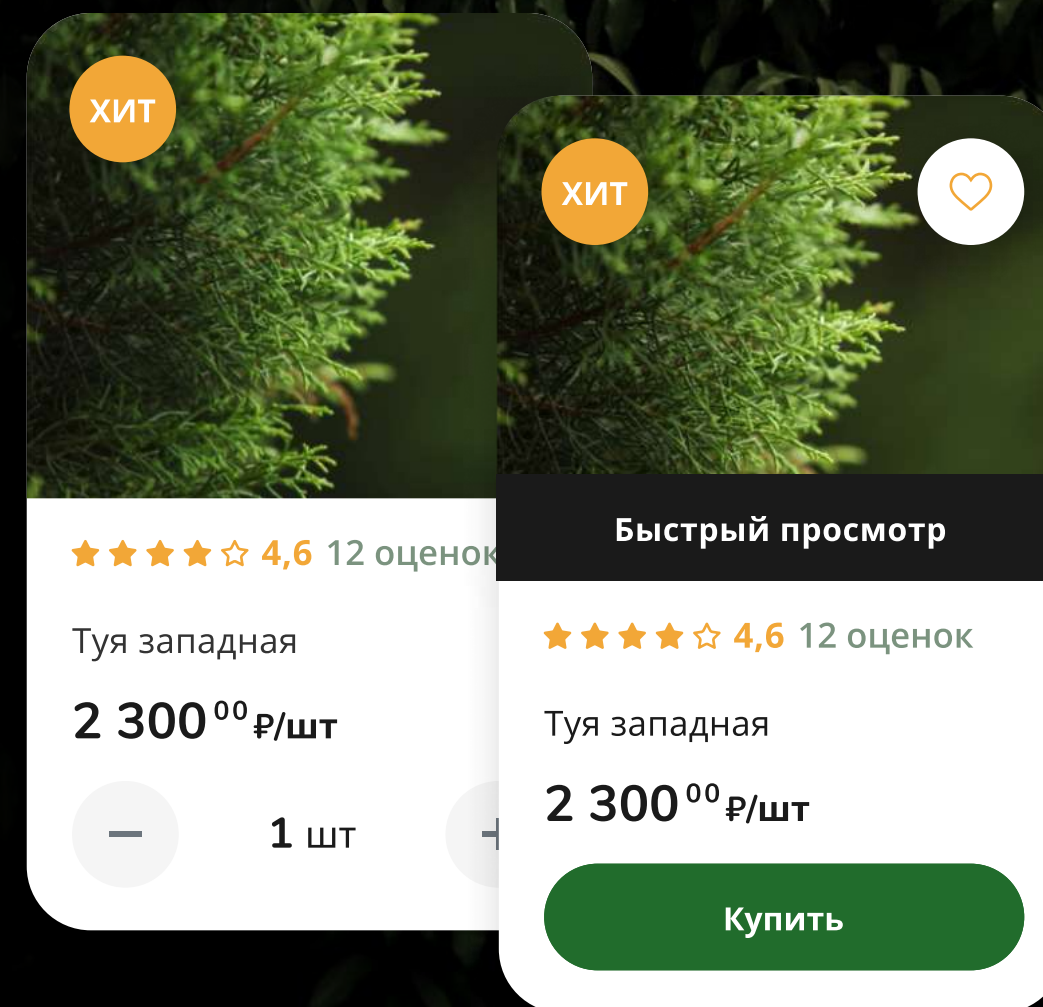 ХИТ
4,6 12 оценок
Туя западная
2 300 00 ₽/шт
1 шт
ХИТ
Быстрый просмотр
4,6 12 оценок
Туя западная
2 300 00 ₽/шт
Купить